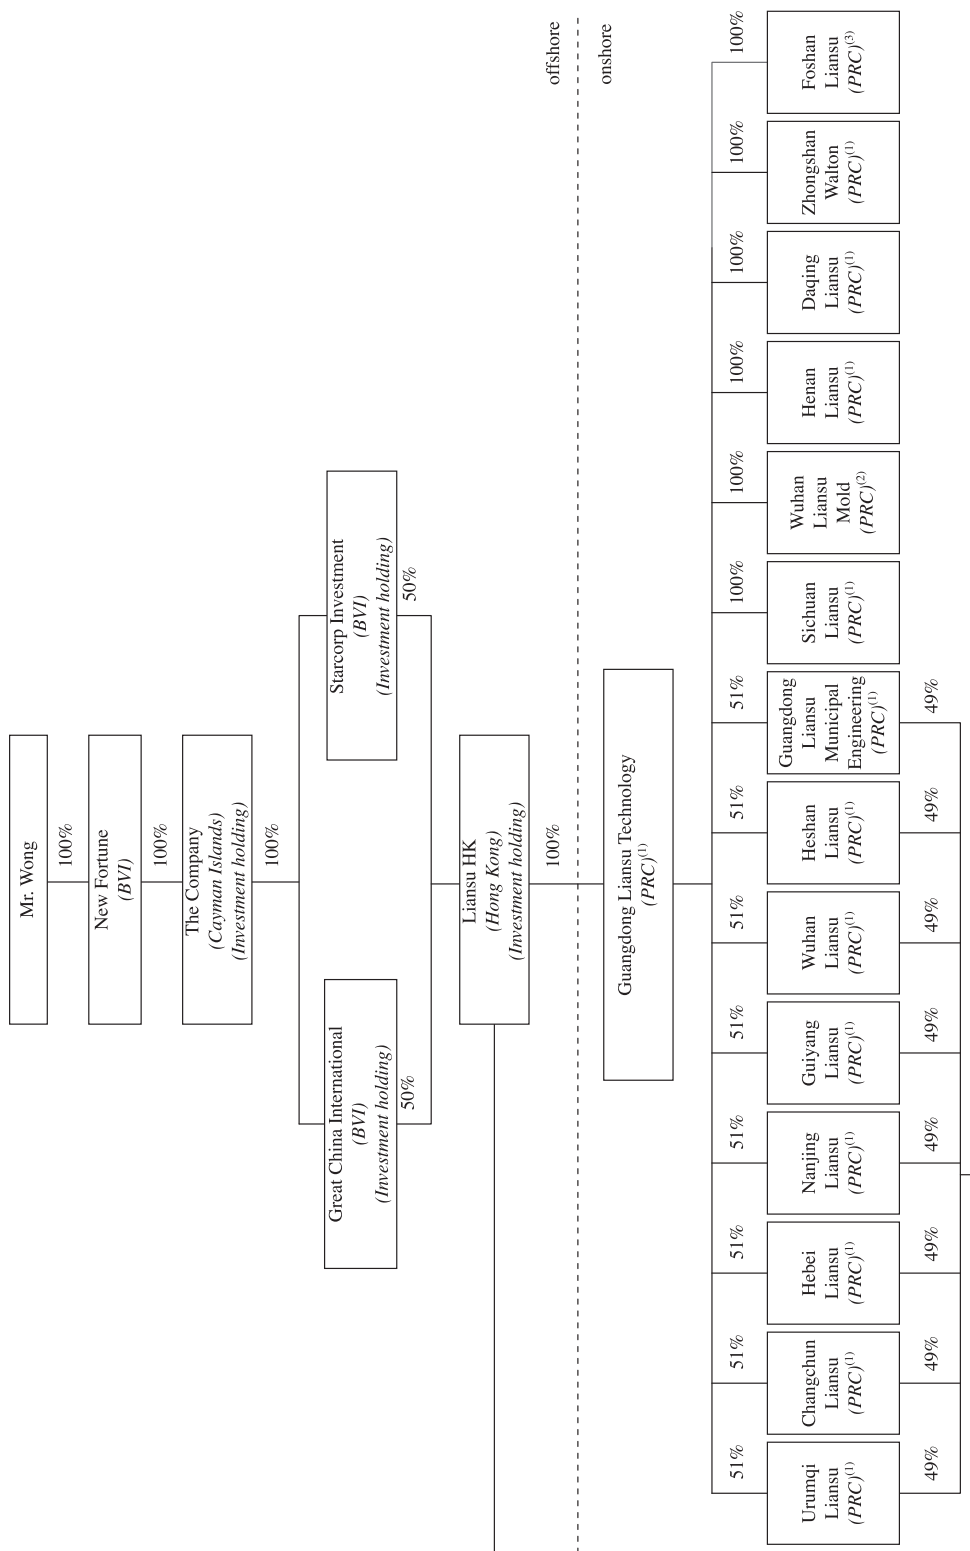 Mr. Wong
100%
New Fortune
(BVI)
100%
The Company
(Cayman Islands)
(Investment holding)
100%
Great China International
(BVI)
(Investment holding)
50%
Starcorp Investment
(BVI)
(Investment holding)
50%
Liansu HK
(Hong Kong)
(Investment holding)
100%
offshore
onshore
Guangdong Liansu Technology
(PRC)(1)
51%
51%
51%
51%
51%
51%
51%
51%
100%
100%
100%
100%
100%
100%
Urumqi
Liansu
(PRC)(1)
Changchun
Liansu
(PRC)(1)
Hebei
Liansu
(PRC)(1)
Nanjing
Liansu
(PRC)(1)
Guiyang
Liansu
(PRC)(1)
Wuhan
Liansu
(PRC)(1)
Heshan
Liansu
(PRC)(1)
Guangdong
Liansu
Municipal
Engineering
(PRC)(1)
Sichuan
Liansu
(PRC)(1)
Wuhan
Liansu
Mold
(PRC)(2)
Henan
Liansu
(PRC)(1)
Daqing
Liansu
(PRC)(1)
Zhongshan
Walton
(PRC)(1)
Foshan
Liansu
(PRC)(3)
49%
49%
49%
49%
49%
49%
49%
49%